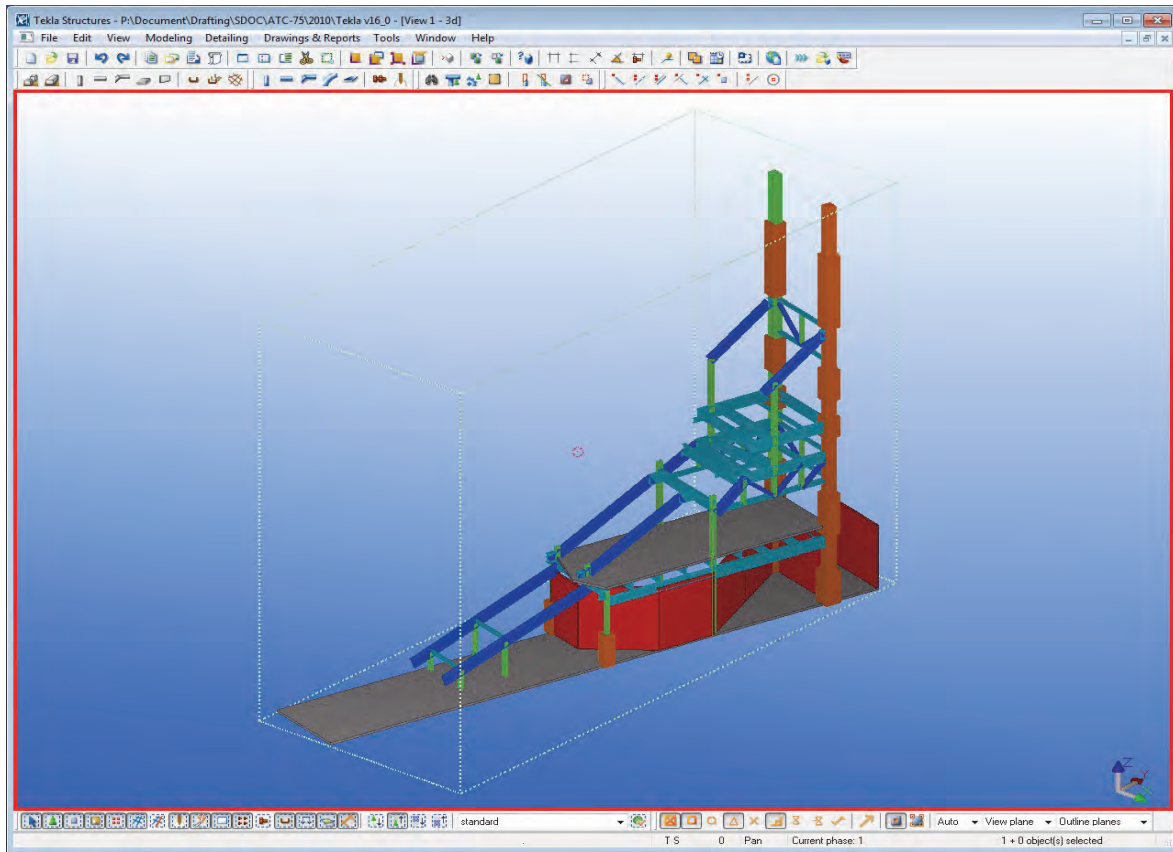 Tekla Structures - P:\Document\Drafting\SDOC\ATC-75\2010\Tekla v16_0 - [View 1 - 3d]
File Edit View Modeling Detailing Drawings & Reports Tools Window Help
Z
standard
Auto View plane Outline planes
T S 0 Pan Current phase: 1 1 + 0 object(s) selected